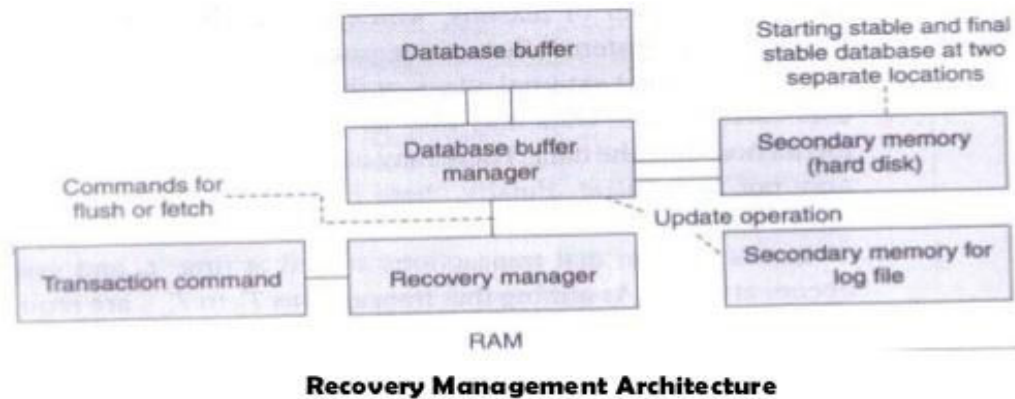 Database buffer
Starting stable and final
stable database at two
separate locations
Database buffer
manager
Secondary memory
(hard disk)
Commands for
flush or fetch
Update operation
Transaction command
Recovery manager
Secondary memory for
log file
RAM
Recovery Management Architecture